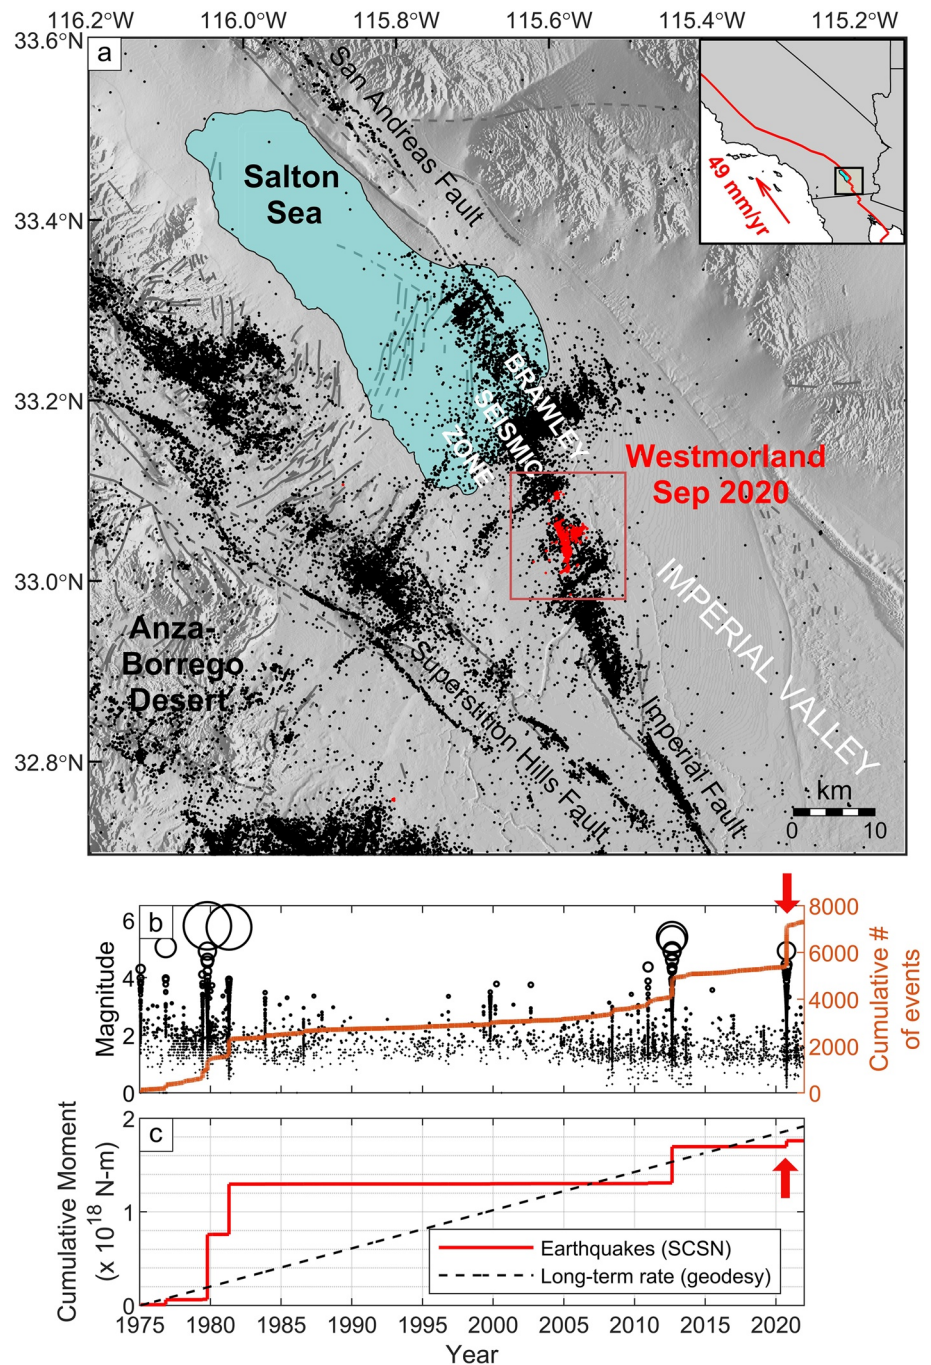 116.2°W 116.0°W 115.8°W 115.6°W 115.4°W 115.2°W
33.6°N
33.4°N
33.2°N
33.0°N
32.8°N
a
San Andreas Fault
49 mm/yr
Salton
Sea
BRAWLEY
SEISMIC
ZONE
Westmorland
Sep 2020
IMPERIAL VALLEY
Anza-
Borrego
Desert
Superstition Hills Fault
Imperial Fault
km
0 10
b
Magnitude
6
4
2
0
8000
6000
4000
2000
0
Cumulative #
of events
c
Cumulative Moment
(x 10^18 N-m)
2
1
0
Earthquakes (SCSN)
Long-term rate (geodesy)
1975 1980 1985 1990 1995 2000 2005 2010 2015 2020
Year